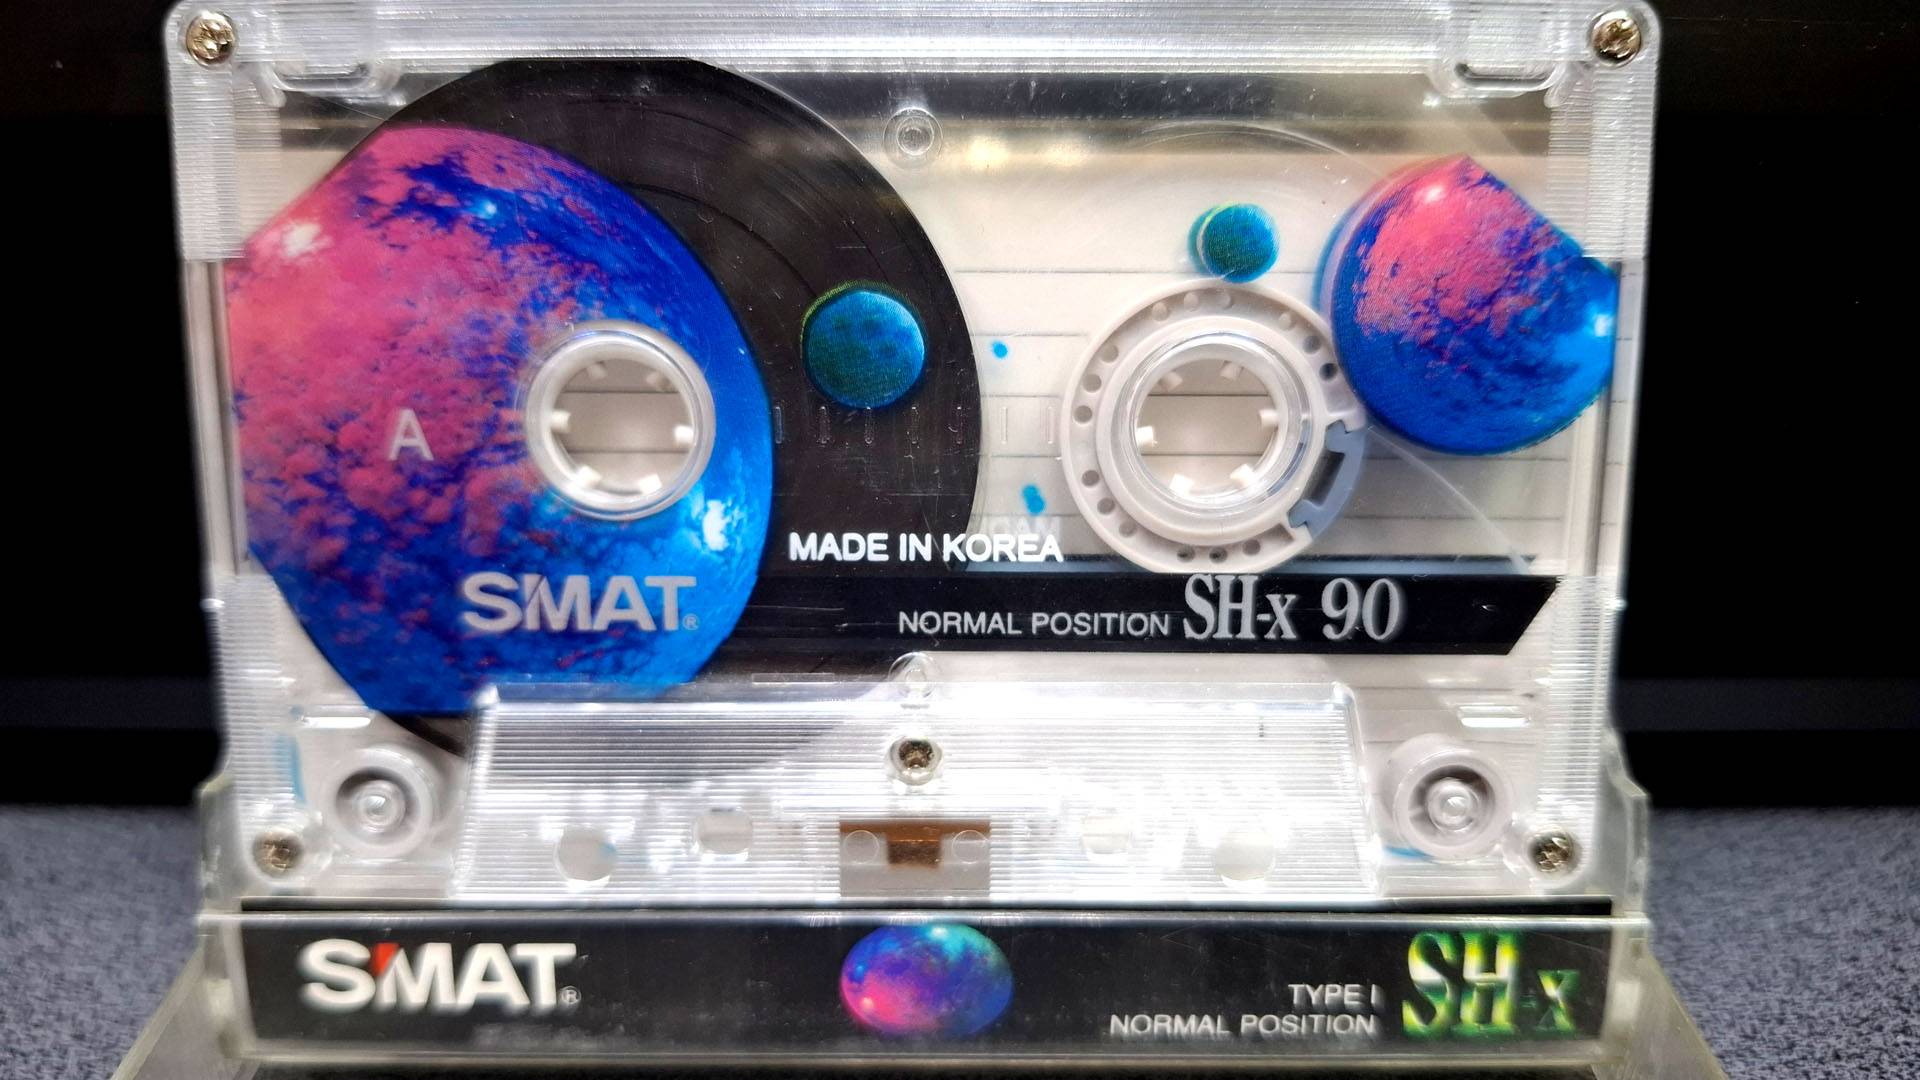 A
SMAT®
MADE IN KOREA
NORMAL POSITION SH-x 90
SMAT®
TYPE I
NORMAL POSITION
SH-x